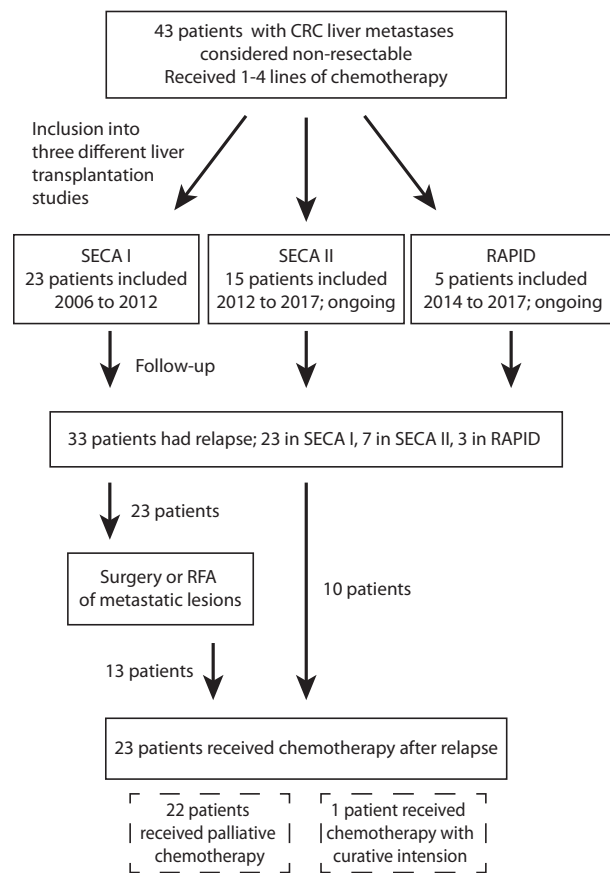 43 patients with CRC liver metastases
considered non-resectable
Received 1-4 lines of chemotherapy
Inclusion into
three different liver
transplantation
studies
SECA I
23 patients included
2006 to 2012
SECA II
15 patients included
2012 to 2017; ongoing
RAPID
5 patients included
2014 to 2017; ongoing
Follow-up
33 patients had relapse; 23 in SECA I, 7 in SECA II, 3 in RAPID
23 patients
Surgery or RFA
of metastatic lesions
10 patients
13 patients
23 patients received chemotherapy after relapse
22 patients
received palliative
chemotherapy
1 patient received
chemotherapy with
curative intension